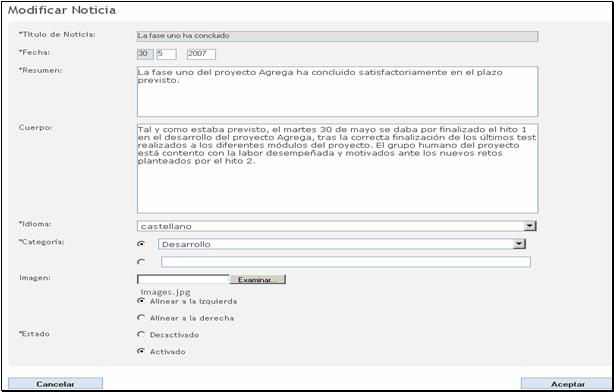 Modificar Noticia
*Título de Noticia: La fase uno ha concluido
*Fecha: 30 5 2007
*Resumen: La fase uno del proyecto Agrega ha concluido satisfactoriamente en el plazo
previsto.
Cuerpo: Tal y como estaba previsto, el martes 30 de mayo se daba por finalizado el hito 1
en el desarrollo del proyecto Agrega, tras la correcta finalización de los últimos test
realizados a los diferentes módulos del proyecto. El grupo humano del proyecto
está contento con la labor desempeñada y motivados ante los nuevos retos
planteados por el hito 2.
*Idioma: castellano
*Categoría: Desarrollo
Imagen: Examinar...
images.jpg
Alinear a la izquierda
Alinear a la derecha
*Estado Desactivado
Activado
Cancelar Aceptar